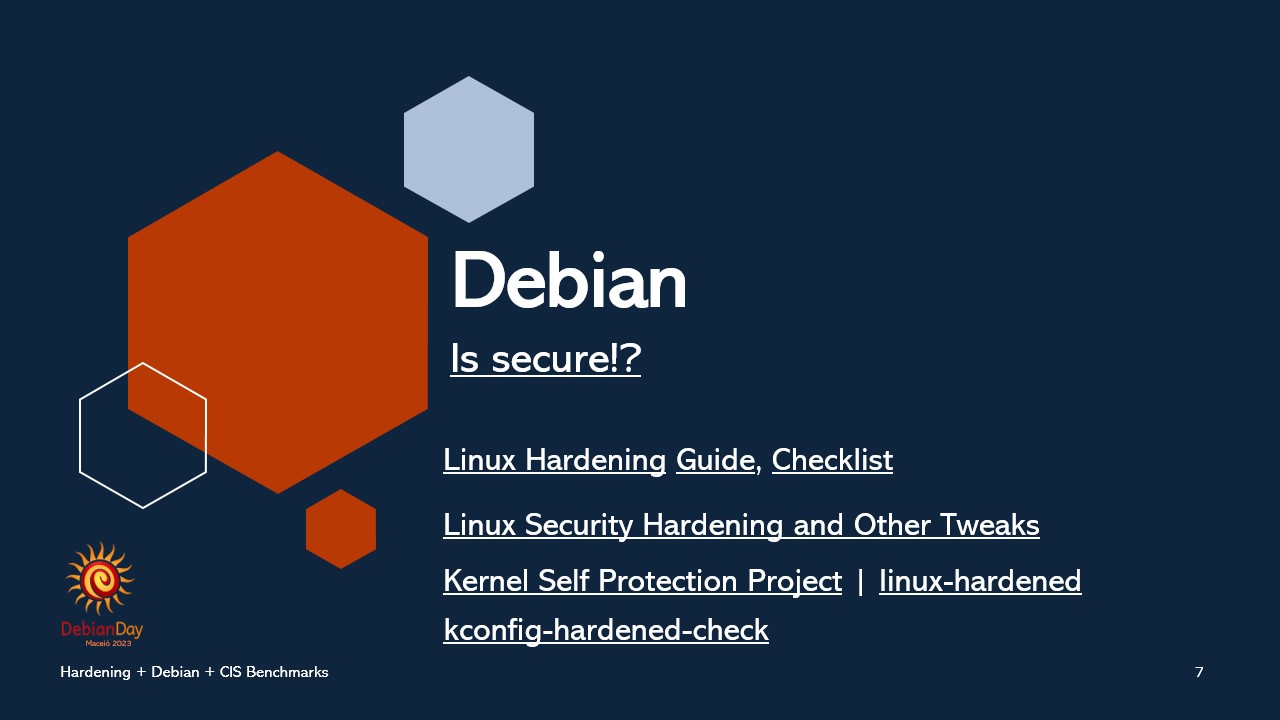 Debian
Is secure!?
Linux Hardening Guide, Checklist
Linux Security Hardening and Other Tweaks
Kernel Self Protection Project | linux-hardened
kconfig-hardened-check
DebianDay
Maceió 2023
Hardening + Debian + CIS Benchmarks
7